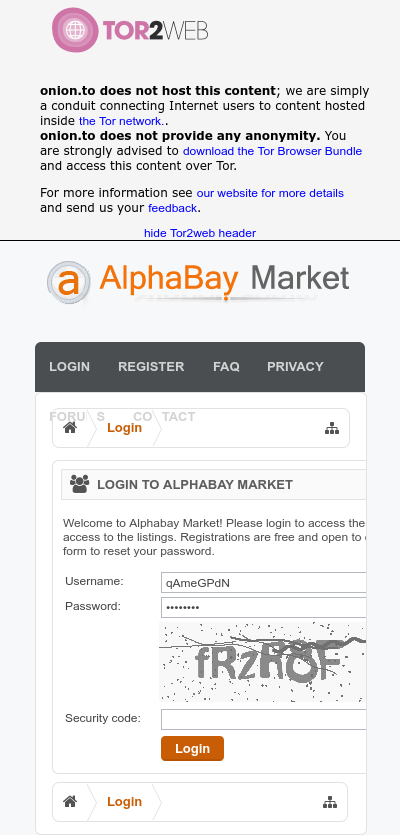 TOR2WEB
onion.to does not host this content; we are simply
a conduit connecting Internet users to content hosted
inside the Tor network..
onion.to does not provide any anonymity. You
are strongly advised to download the Tor Browser Bundle
and access this content over Tor.
For more information see our website for more details
and send us your feedback.
hide Tor2web header
a AlphaBay Market
LOGIN REGISTER FAQ PRIVACY
FORU S CO TACT
Login
LOGIN TO ALPHABAY MARKET
Welcome to Alphabay Market! Please login to access the
access to the listings. Registrations are free and open to
form to reset your password.
Username: qAmeGPdN
Password: ••••••••
Security code:
Login
Login